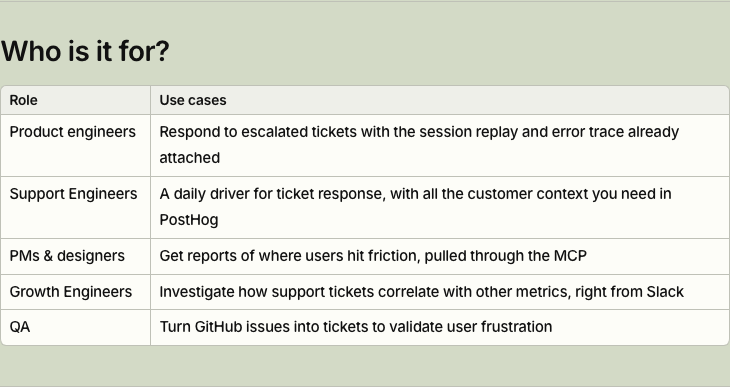 Who is it for?
Role
Use cases
Product engineers
Respond to escalated tickets with the session replay and error trace already
attached
Support Engineers
A daily driver for ticket response, with all the customer context you need in
PostHog
PMs & designers
Get reports of where users hit friction, pulled through the MCP
Growth Engineers
Investigate how support tickets correlate with other metrics, right from Slack
QA
Turn GitHub issues into tickets to validate user frustration